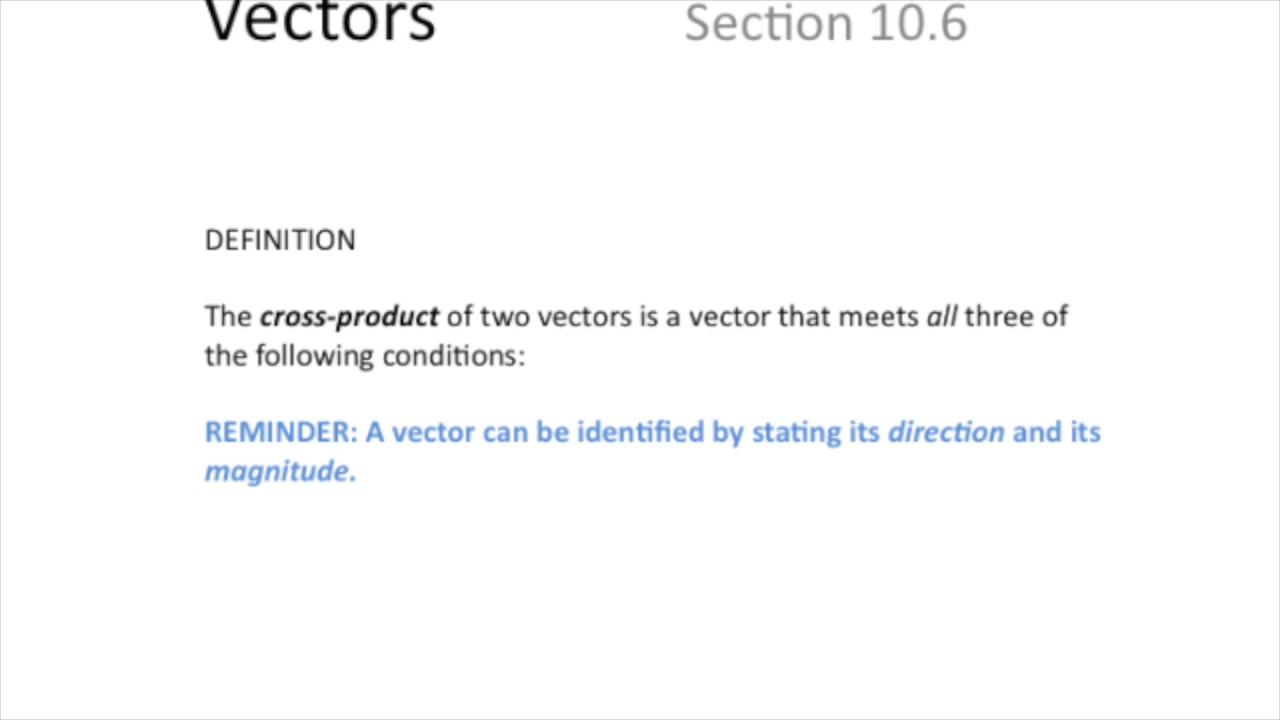 Vectors Section 10.6
DEFINITION
The cross-product of two vectors is a vector that meets all three of
the following conditions:
REMINDER: A vector can be identified by stating its direction and its
magnitude.